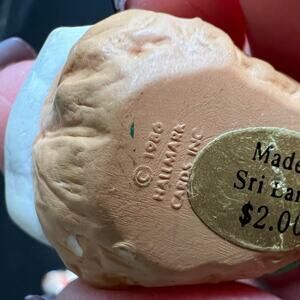 © 1986
HALLMARK
CARDS INC
Made
Sri Lan
$2.00